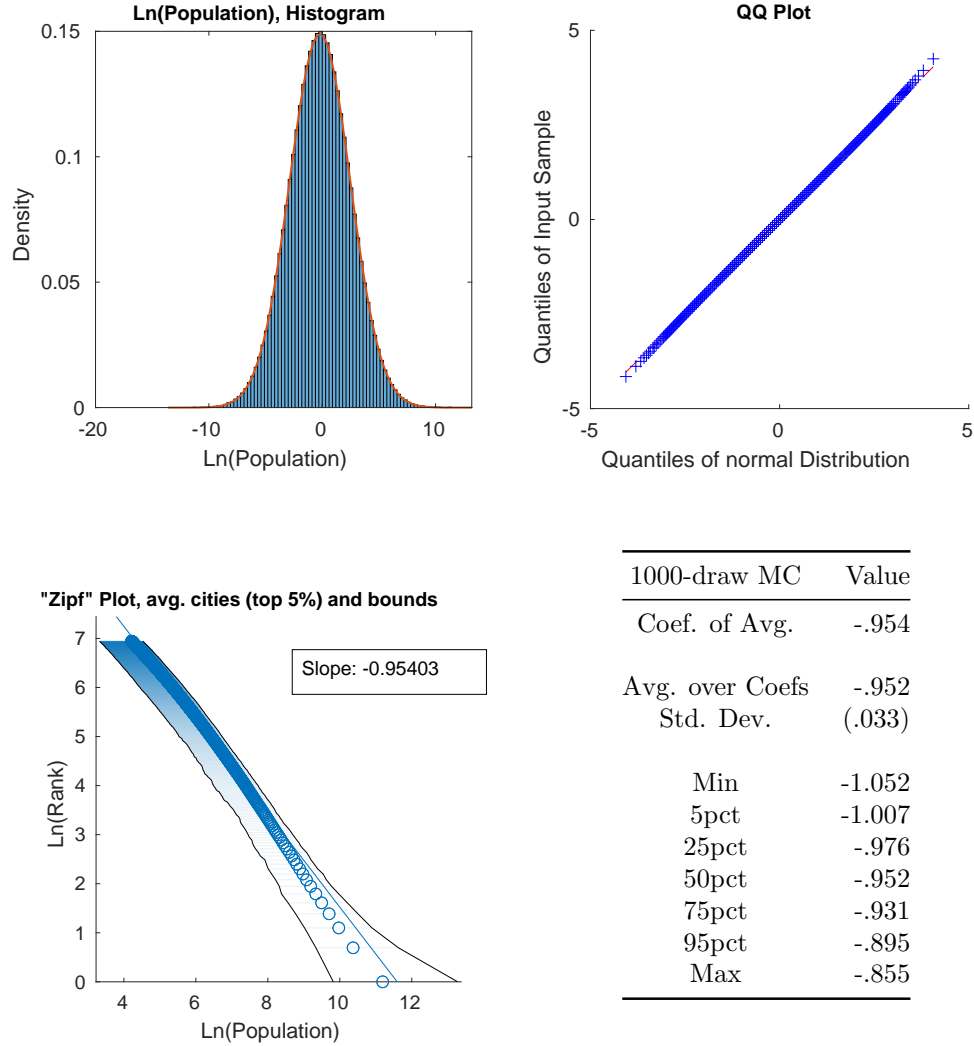 Ln(Population), Histogram
0.15
0.1
0.05
0
Density
-20
-10
0
10
Ln(Population)
QQ Plot
5
0
-5
Quantiles of Input Sample
-5
0
5
Quantiles of normal Distribution
"Zipf" Plot, avg. cities (top 5%) and bounds
7
6
5
4
3
2
1
0
Ln(Rank)
Slope: -0.95403
4
6
8
10
12
Ln(Population)
1000-draw MC Value
Coef. of Avg. -.954
Avg. over Coefs -.952
Std. Dev. (.033)
Min -1.052
5pct -1.007
25pct -.976
50pct -.952
75pct -.931
95pct -.895
Max -.855